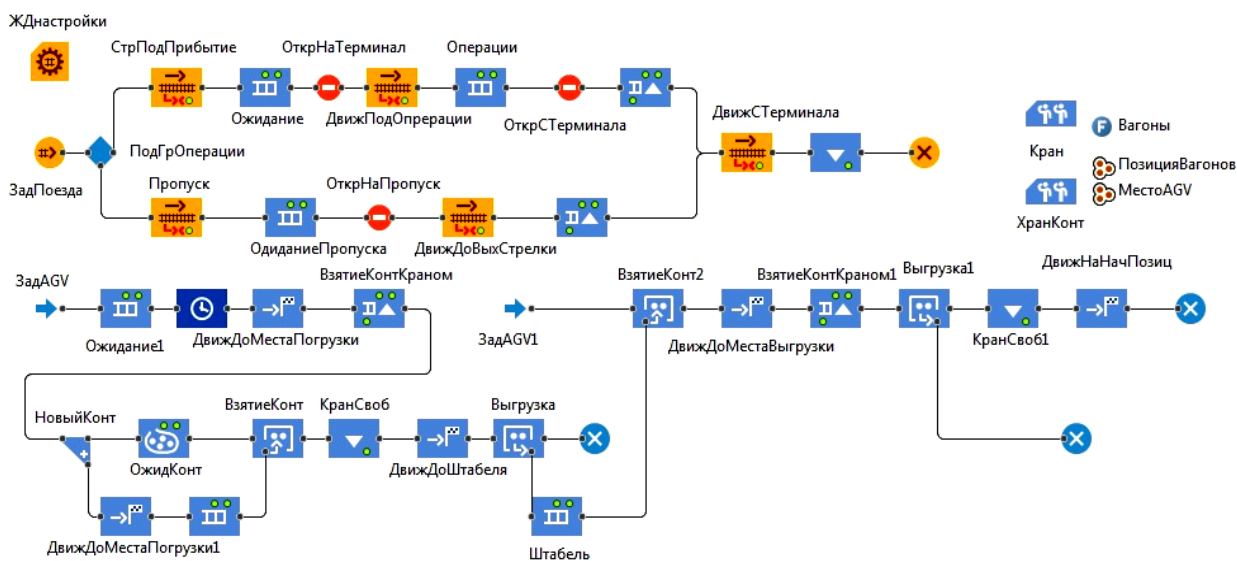 ЖДнастройки
СтрПодПрибытие
ОткрНаТерминал
Операции
Ожидание
ДвижПодОпрерации
ОткрСТерминала
ДвижСТерминала
Кран
F Вагоны
ПозицияВагонов
МестоAGV
ХранКонт
ЗадПоезда
ПодГрОперации
Пропуск
ОткрНаПропуск
ОдиданиеПропуска
ДвижДоВыхСтрелки
ЗадAGV
ВзятиеКонтКраном
Ожидание1
ДвижДоМестаПогрузки
ЗадAGV1
ВзятиеКонт2
ВзятиеКонтКраном1
Выгрузка1
ДвижНаНачПозиц
ДвижДоМестаВыгрузки
КранСвоб1
НовыйКонт
ВзятиеКонт
КранСвоб
Выгрузка
ОжидКонт
ДвижДоШтабеля
ДвижДоМестаПогрузки1
Штабель